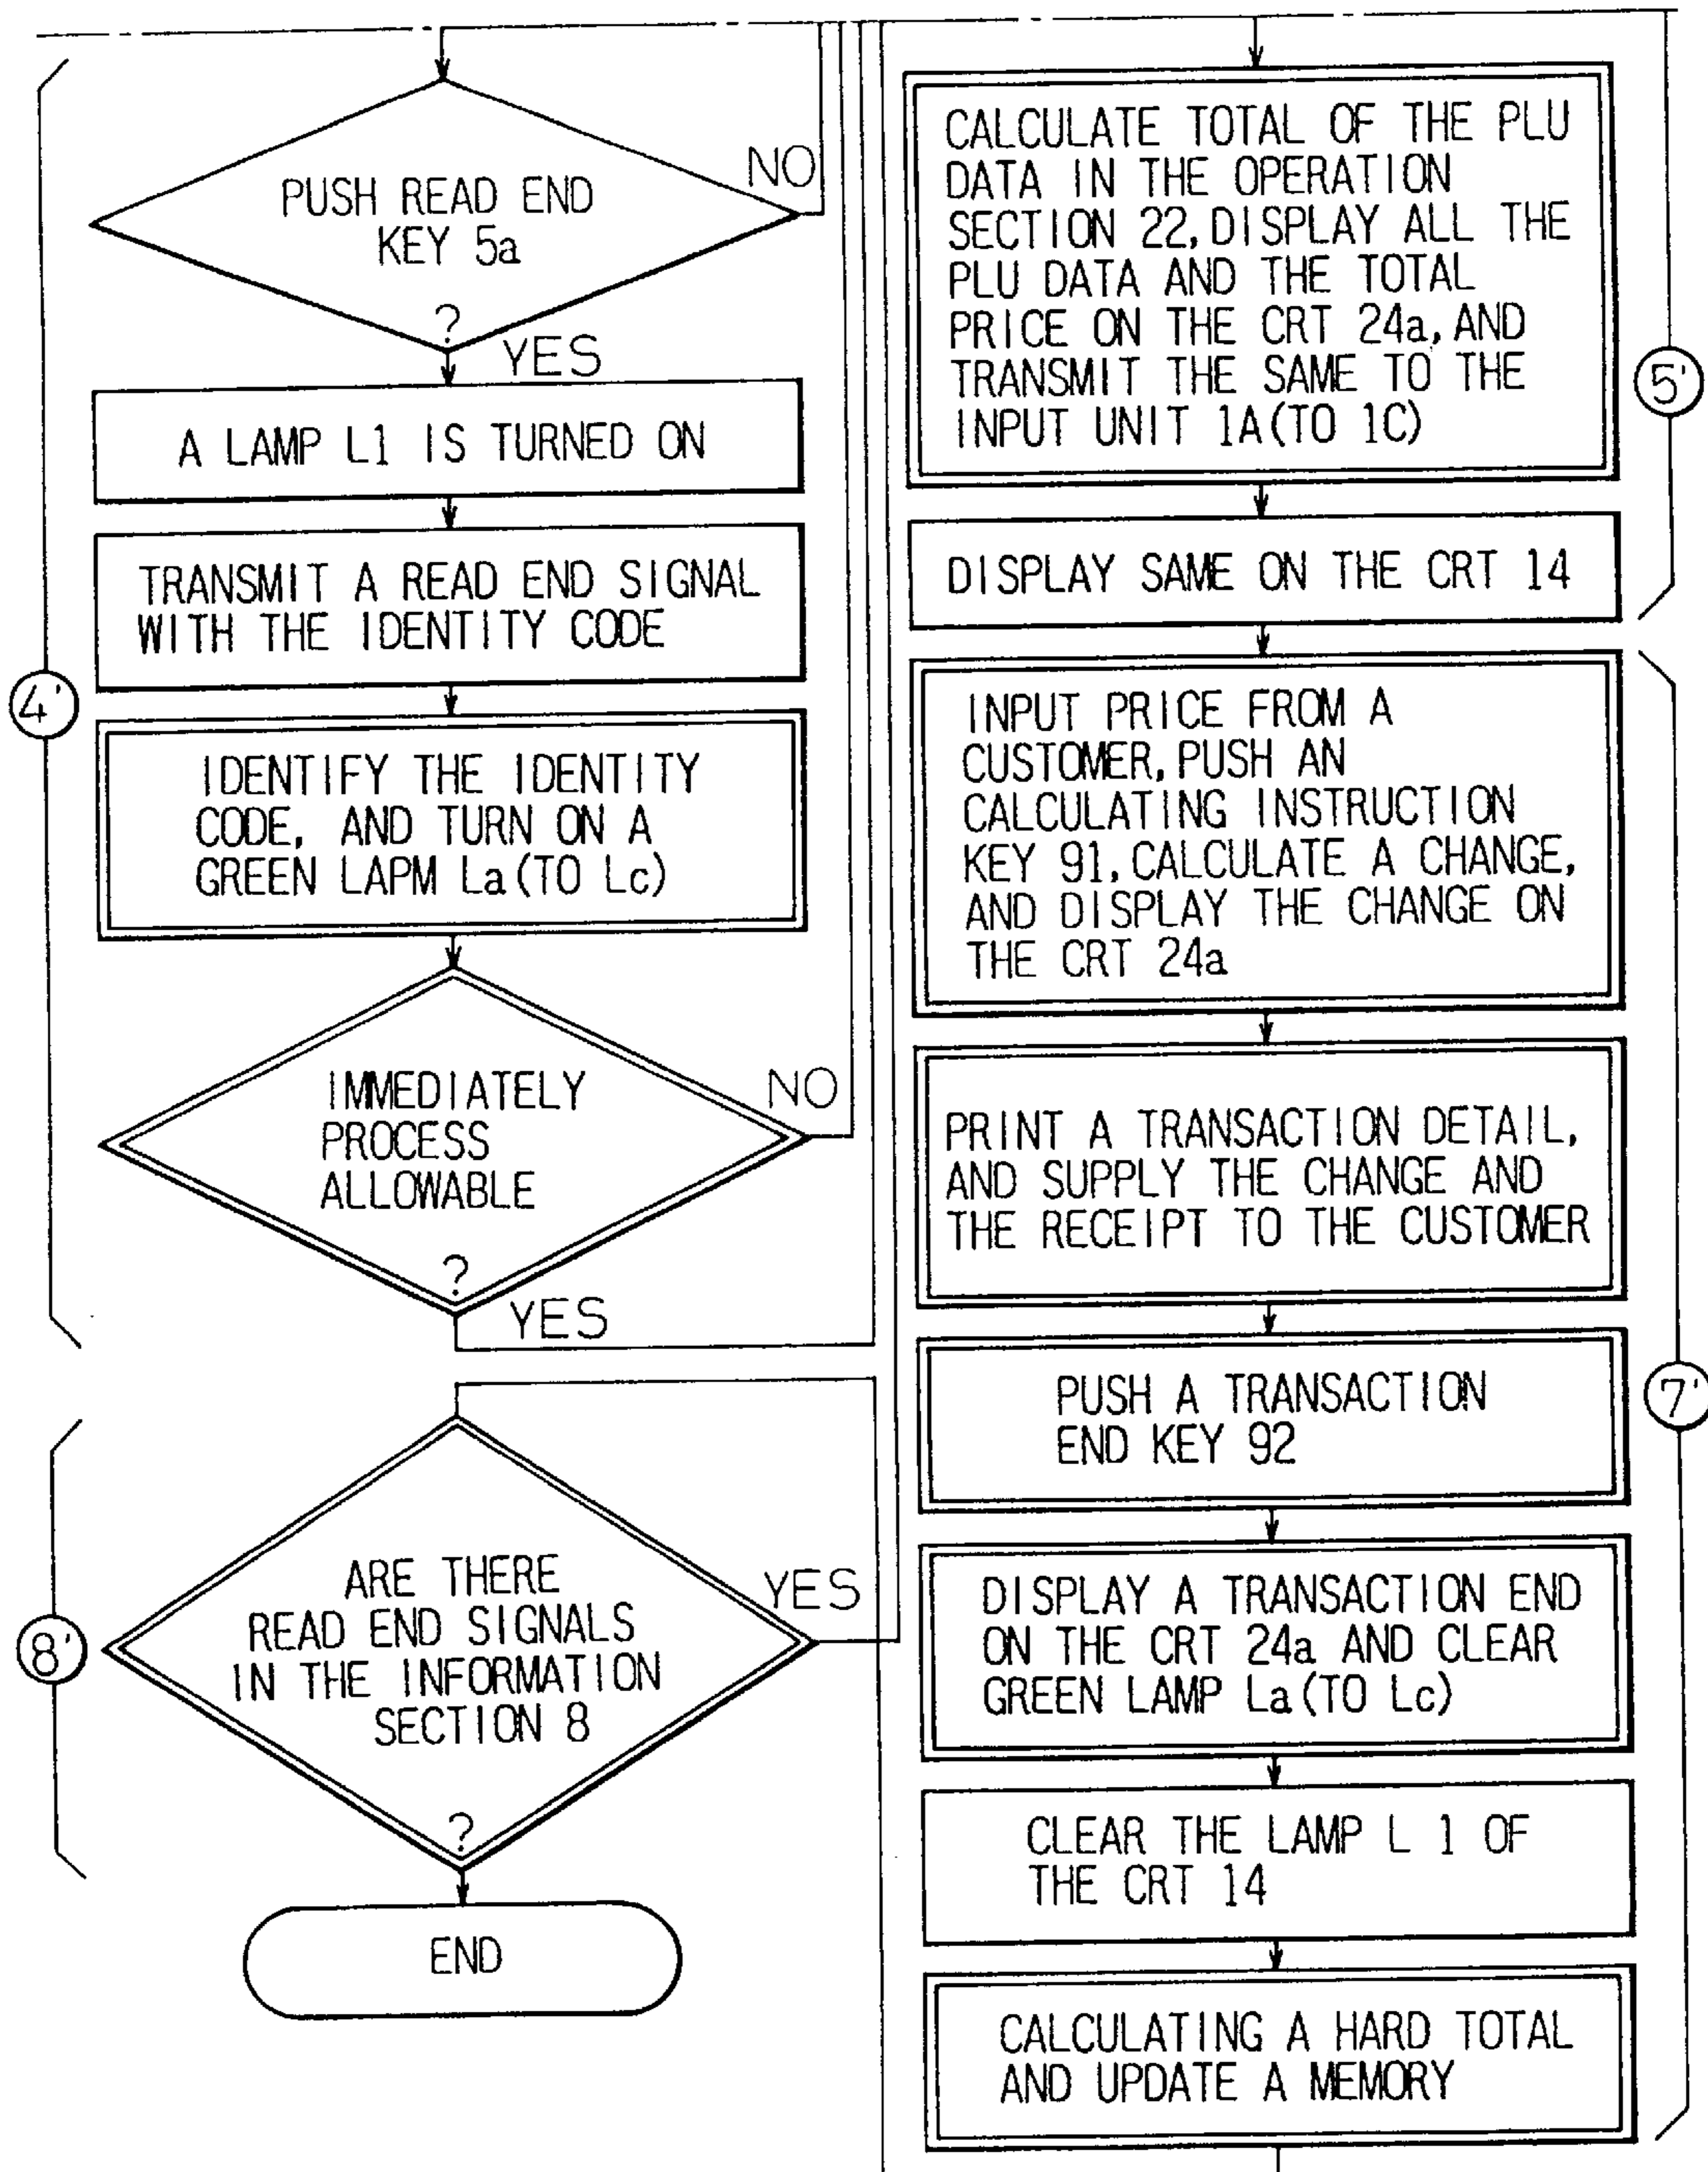 PUSH READ END
KEY 5a
?
NO
YES
A LAMP L1 IS TURNED ON
TRANSMIT A READ END SIGNAL
WITH THE IDENTITY CODE
IDENTIFY THE IDENTITY
CODE, AND TURN ON A
GREEN LAPM La(TO Lc)
IMMEDIATELY
PROCESS
ALLOWABLE
?
NO
YES
4'
ARE THERE
READ END SIGNALS
IN THE INFORMATION
SECTION 8
?
YES
8'
END
CALCULATE TOTAL OF THE PLU
DATA IN THE OPERATION
SECTION 22, DISPLAY ALL THE
PLU DATA AND THE TOTAL
PRICE ON THE CRT 24a, AND
TRANSMIT THE SAME TO THE
INPUT UNIT 1A(TO 1C)
DISPLAY SAME ON THE CRT 14
5'
INPUT PRICE FROM A
CUSTOMER, PUSH AN
CALCULATING INSTRUCTION
KEY 91, CALCULATE A CHANGE,
AND DISPLAY THE CHANGE ON
THE CRT 24a
PRINT A TRANSACTION DETAIL,
AND SUPPLY THE CHANGE AND
THE RECEIPT TO THE CUSTOMER
PUSH A TRANSACTION
END KEY 92
DISPLAY A TRANSACTION END
ON THE CRT 24a AND CLEAR
GREEN LAMP La(TO Lc)
CLEAR THE LAMP L 1 OF
THE CRT 14
CALCULATING A HARD TOTAL
AND UPDATE A MEMORY
7'